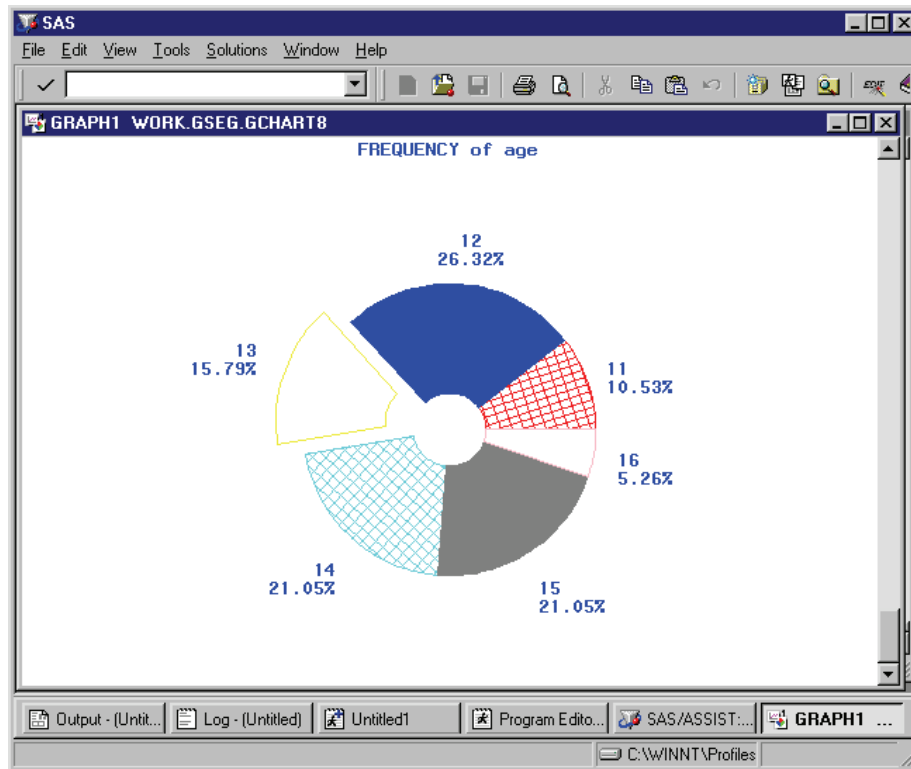 SAS
File Edit View Tools Solutions Window Help
GRAPH1 WORK.GSEG.GCHART8
FREQUENCY of age
12
26.32%
13
15.79%
11
10.53%
16
5.26%
14
21.05%
15
21.05%
Output - (Untit... Log - (Untitled) Untitled1 Program Edito... SAS/ASSIST:... GRAPH1 ...
C:\WINNT\Profiles